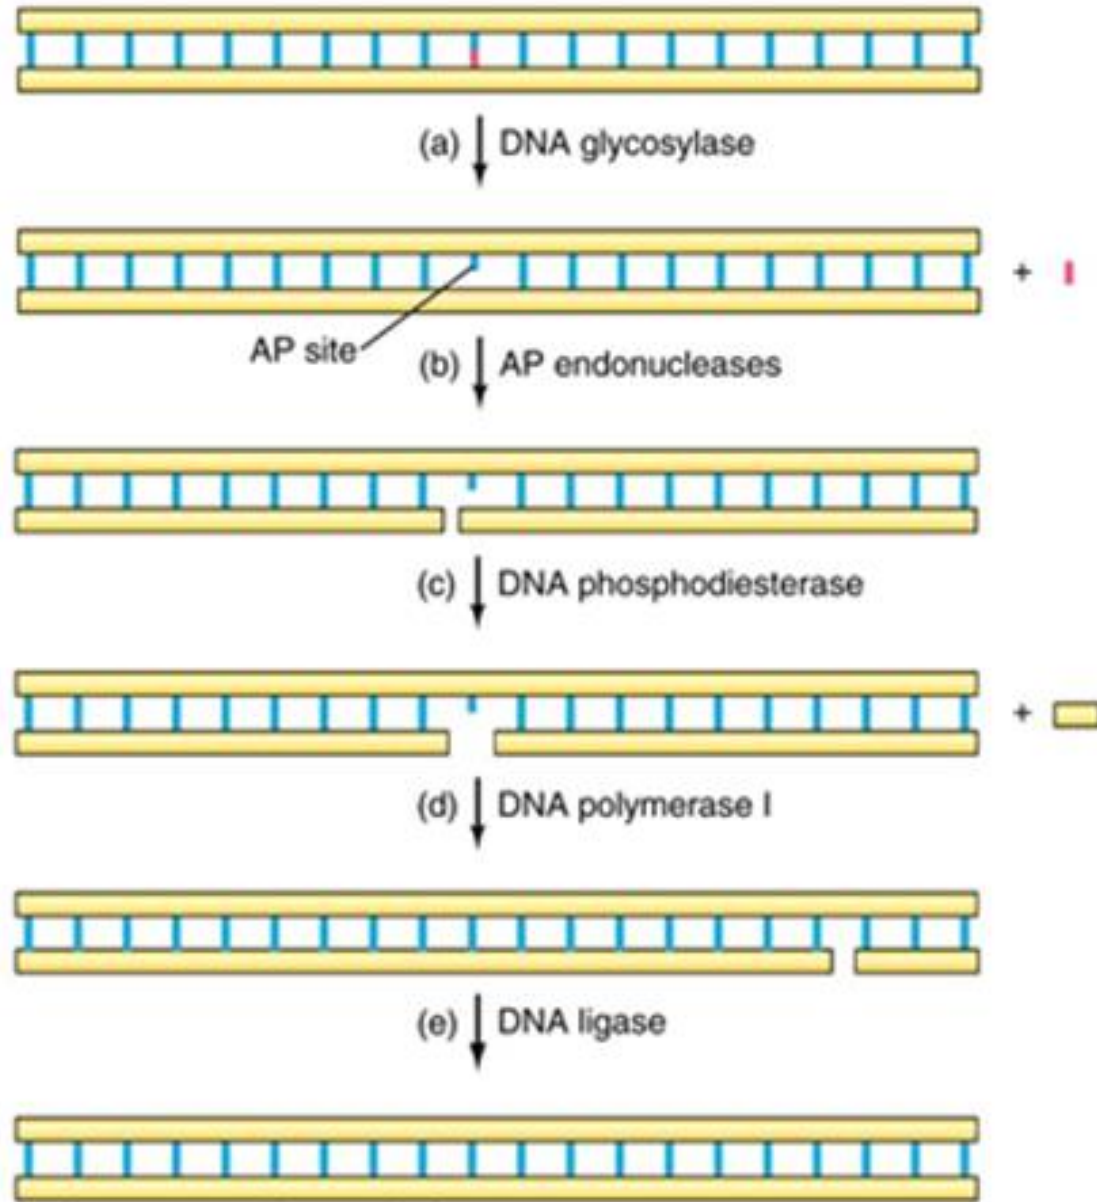 (a) DNA glycosylase
+
AP site
(b) AP endonucleases
(c) DNA phosphodiesterase
+
(d) DNA polymerase I
(e) DNA ligase